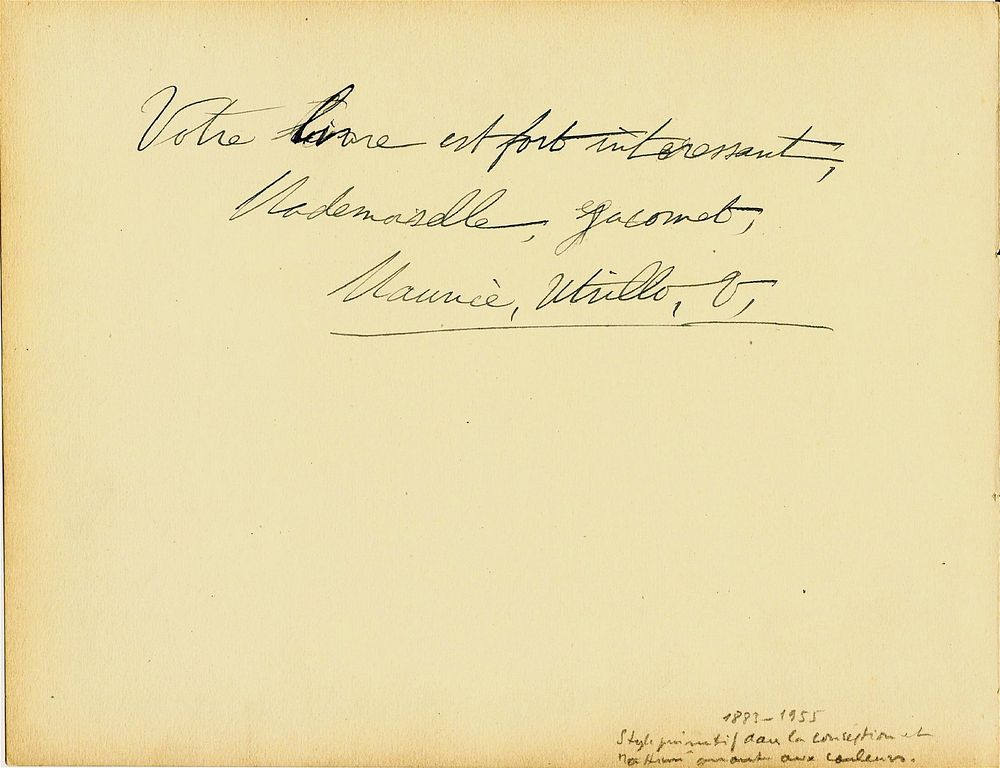 Votre livre est fort intéressant,
Mademoiselle, Jacomet,
Maurice, Utrillo, V,
1883-1955
Style primitif dans la conception et
aux couleurs.